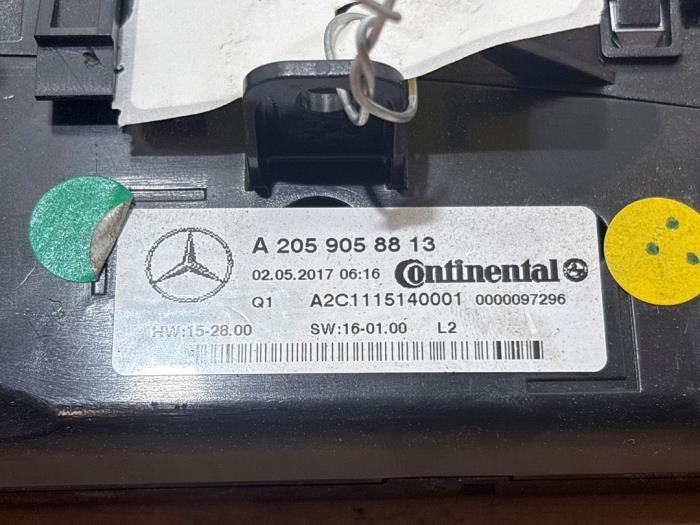 A 205 905 88 13
02.05.2017 06:16 Continental
Q1 A2C1115140001 0000097296
HW:15-28.00 SW:16-01.00 L2